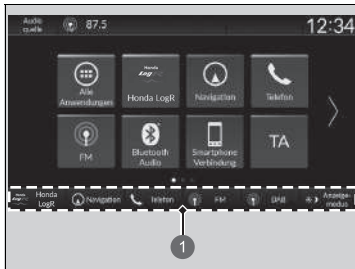 Audio
quelle
87.5
12:34
Alle
Anwendungen
Honda
Log
Honda LogR
Navigation
Telefon
FM
Bluetooth
Audio
Smartphone
Verbindung
TA
Honda
LogR
Navigation
Telefon
FM
DAB
Anzeige-
modus
1